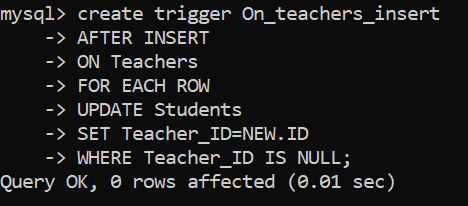 mysql> create trigger On_teachers_insert
    -> AFTER INSERT
    -> ON Teachers
    -> FOR EACH ROW
    -> UPDATE Students
    -> SET Teacher_ID=NEW.ID
    -> WHERE Teacher_ID IS NULL;
Query OK, 0 rows affected (0.01 sec)